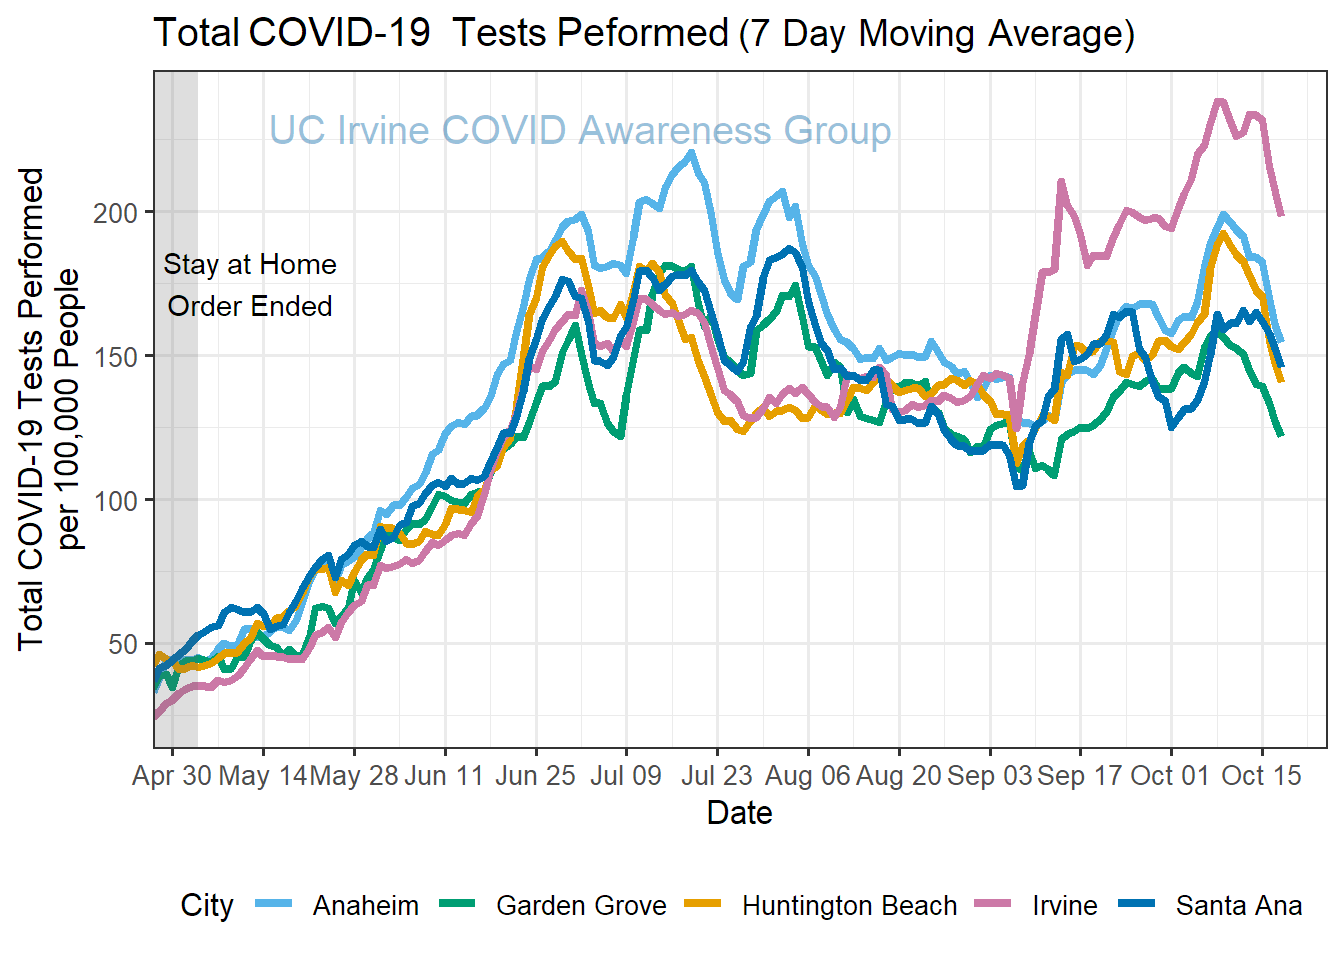 Total COVID-19  Tests Peformed (7 Day Moving Average)
UC Irvine COVID Awareness Group
Stay at Home
Order Ended
Total COVID-19 Tests Performed
per 100,000 People
200
150
100
50
Apr 30 May 14 May 28 Jun 11 Jun 25 Jul 09 Jul 23 Aug 06 Aug 20 Sep 03 Sep 17 Oct 01 Oct 15
Date
City Anaheim Garden Grove Huntington Beach Irvine Santa Ana